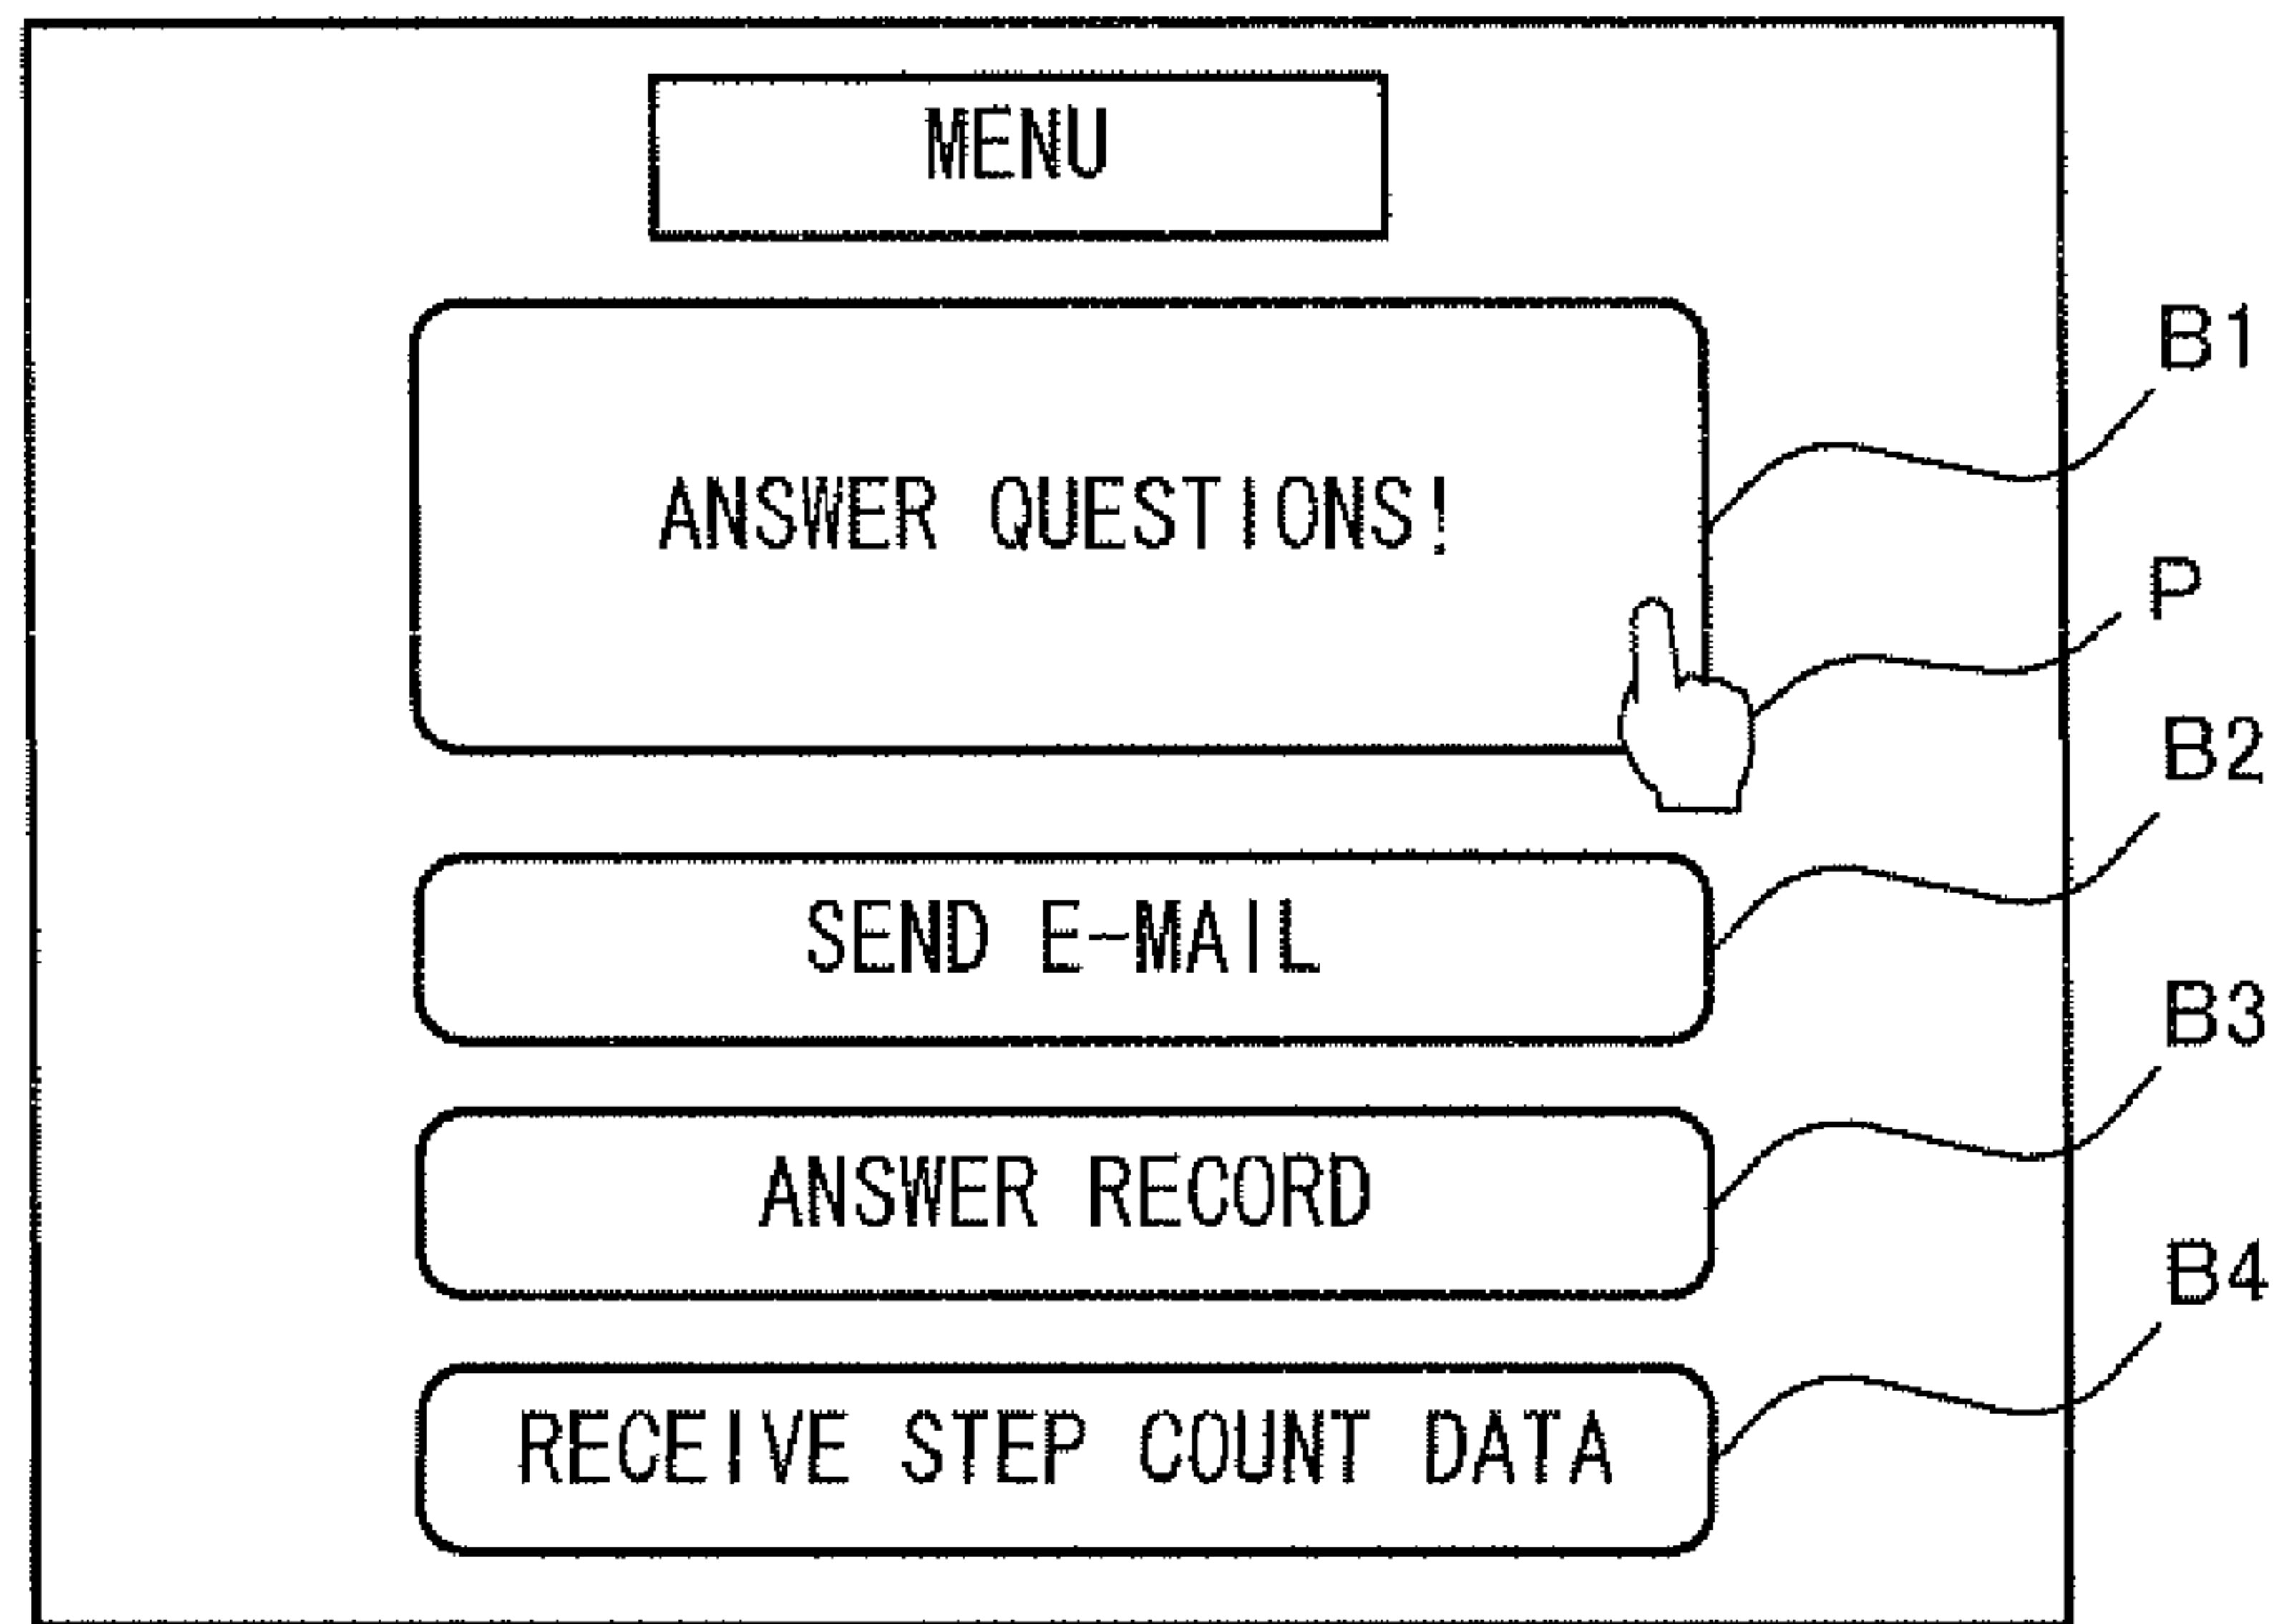 MENU
ANSWER QUESTIONS!
B1
P
B2
SEND E-MAIL
B3
ANSWER RECORD
B4
RECEIVE STEP COUNT DATA